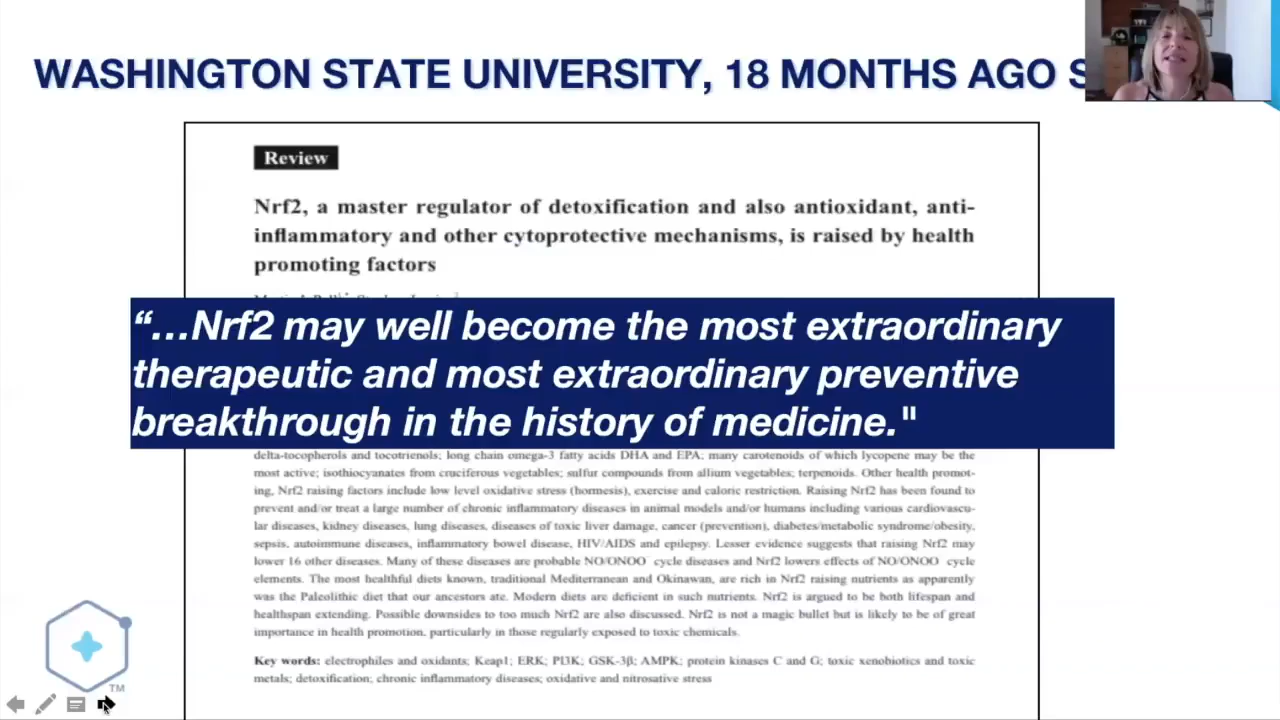 WASHINGTON STATE UNIVERSITY, 18 MONTHS AGO S
Review
Nrf2, a master regulator of detoxification and also antioxidant, anti-
inflammatory and other cytoprotective mechanisms, is raised by health
promoting factors
“...Nrf2 may well become the most extraordinary
therapeutic and most extraordinary preventive
breakthrough in the history of medicine."
delta-tocopherols and tocotrienols; long chain omega-3 fatty acids DHA and EPA; many carotenoids of which lycopene may be the
most active; isothiocyanates from cruciferous vegetables; sulfur compounds from allium vegetables; terpenoids. Other health promot-
ing, Nrf2 raising factors include low level oxidative stress (hormesis), exercise and caloric restriction. Raising Nrf2 has been found to
prevent and/or treat a large number of chronic inflammatory diseases in animal models and/or humans including various cardiovascu-
lar diseases, kidney diseases, lung diseases, diseases of toxic liver damage, cancer (prevention), diabetes/metabolic syndrome/obesity,
sepsis, autoimmune diseases, inflammatory bowel disease, HIV/AIDS and epilepsy. Lesser evidence suggests that raising Nrf2 may
lower 16 other diseases. Many of these diseases are probable NO/ONOO cycle diseases and Nrf2 lowers effects of NO/ONOO cycle
elements. The most healthful diets known, traditional Mediterranean and Okinawan, are rich in Nrf2 raising nutrients as apparently
was the Paleolithic diet that our ancestors ate. Modern diets are deficient in such nutrients. Nrf2 is argued to be both lifespan and
healthspan extending. Possible downsides to too much Nrf2 are also discussed. Nrf2 is not a magic bullet but is likely to be of great
importance in health promotion, particularly in those regularly exposed to toxic chemicals.
Key words: electrophiles and oxidants; Keap1; ERK; PI3K; GSK-3β; AMPK; protein kinases C and G; toxic xenobiotics and toxic
metals; detoxification; chronic inflammatory diseases; oxidative and nitrosative stress
TM